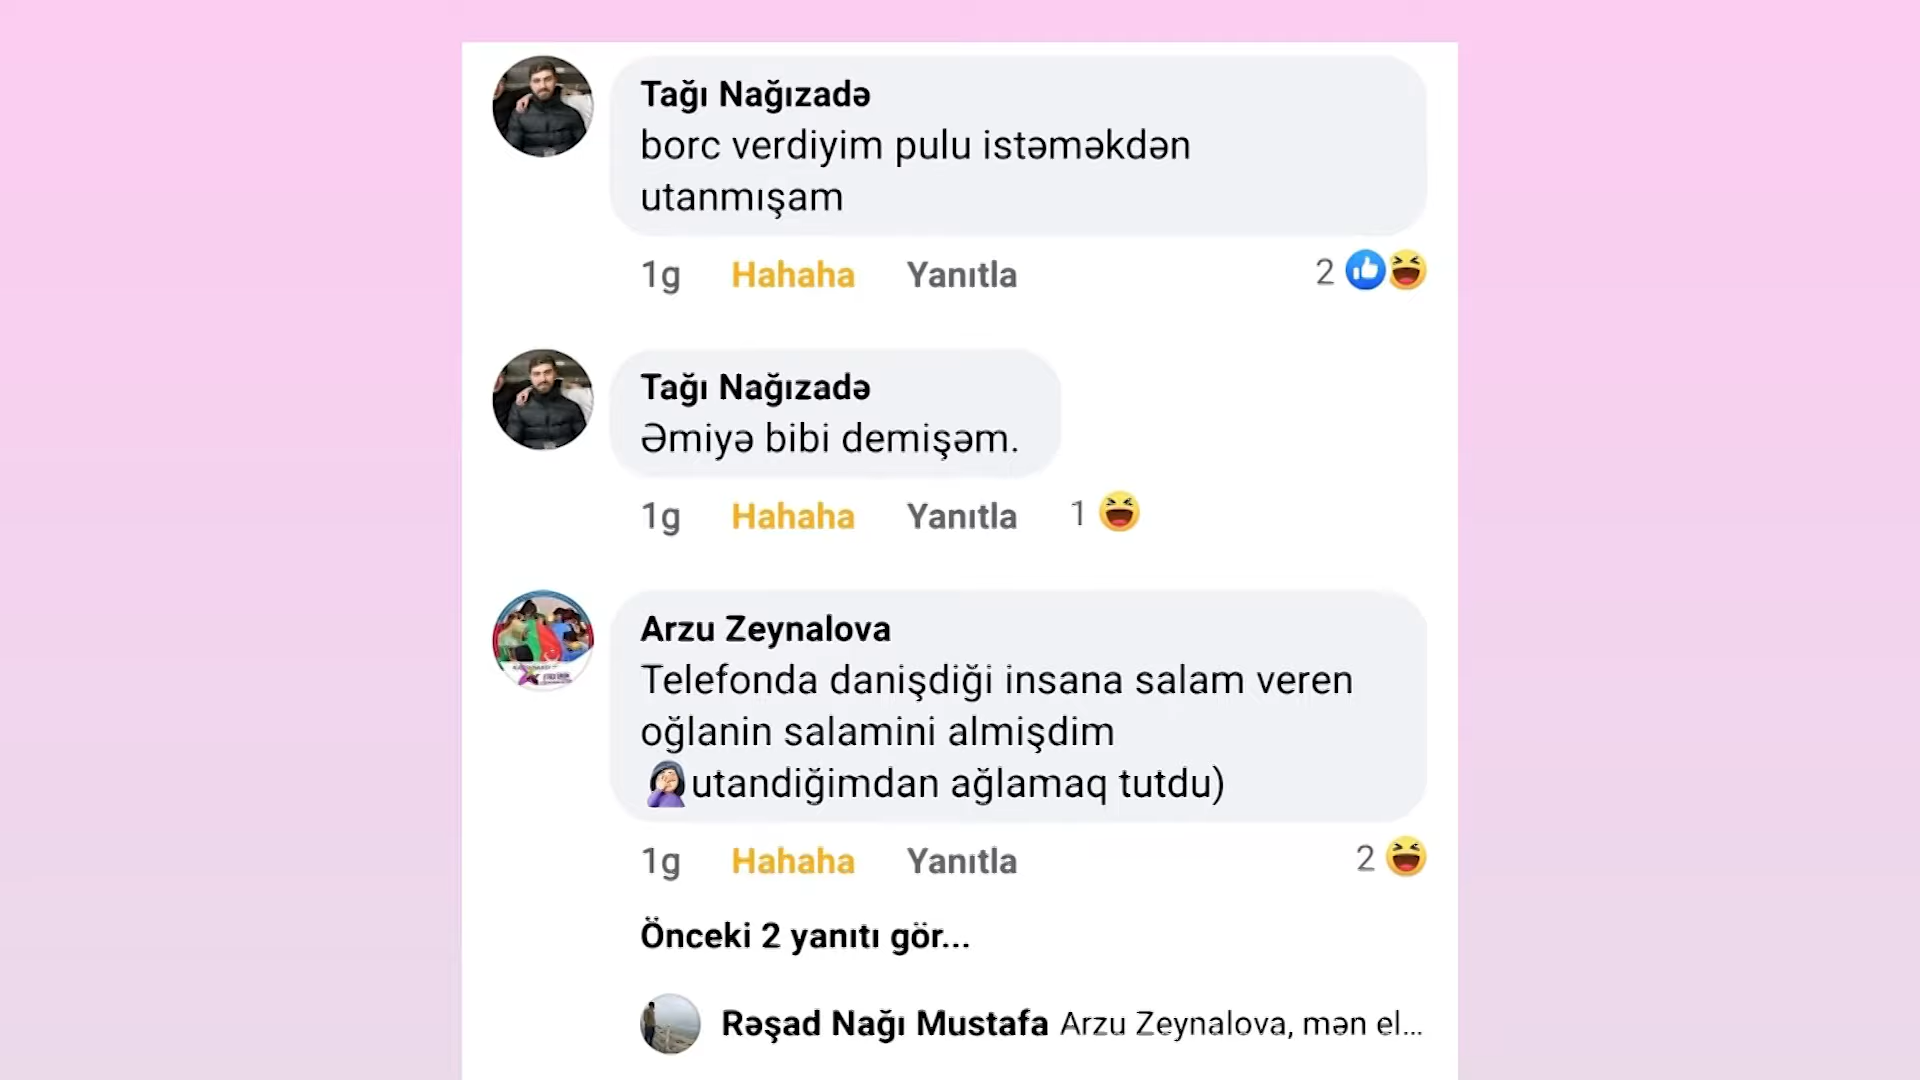 Tağı Nağızadə
borc verdiyim pulu istəməkdən
utanmışam
1g Hahaha Yanıtla 2
Tağı Nağızadə
Əmiyə bibi demişəm.
1g Hahaha Yanıtla 1
Arzu Zeynalova
Telefonda danişdiği insana salam veren
oğlanin salamini almişdim
🤦🏻‍♀️utandiğimdan ağlamaq tutdu)
1g Hahaha Yanıtla 2
Önceki 2 yanıtı gör...
Rəşad Nağı Mustafa Arzu Zeynalova, mən el...